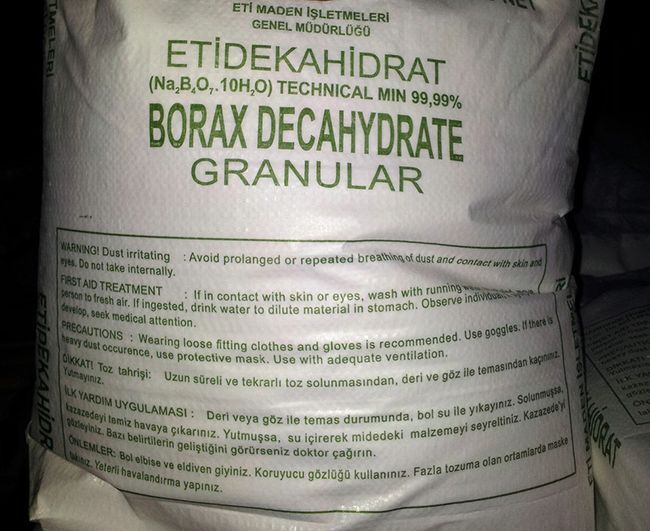 ETİ MADEN İŞLETMELERİ
GENEL MÜDÜRLÜĞÜ
ETİDEKAHİDRAT
(Na₂B₄O₇.10H₂O) TECHNICAL MIN 99,99%
BORAX DECAHYDRATE
GRANULAR
WARNING! Dust irritating : Avoid prolanged or repeated breathing of dust and contact with skin and
eyes. Do not take internally.
FIRST AID TREATMENT : If in contact with skin or eyes, wash with running
person to fresh air. If ingested, drink water to dilute material in stomach. Observe
develop, seek medical attention.
PRECAUTIONS : Wearing loose fitting clothes and gloves is recommended. Use goggles. If there is
heavy dust occurence, use protective mask. Use with adequate ventilation.
DİKKAT! Toz tahrişi: Uzun süreli ve tekrarlı toz solunmasından, deri ve göz ile temasından kaçınınız.
Yutmayınız.
İLK YARDIM UYGULAMASI : Deri veya göz ile temas durumunda, bol su ile yıkayınız. Solunmuşsa,
kazazedeyi temiz havaya çıkarınız. Yutmuşsa, su içirerek midedeki malzemeyi seyreltiniz. Kazazede'yi
gözleyiniz. Bazı belirtilerin geliştiğini görürseniz doktor çağırın.
ÖNLEMLER: Bol elbise ve eldiven giyiniz. Koruyucu gözlüğü kullanınız. Fazla tozuma olan ortamlarda maske
takınız. Yeterli havalandırma yapınız.
ETİDEKAHİDR